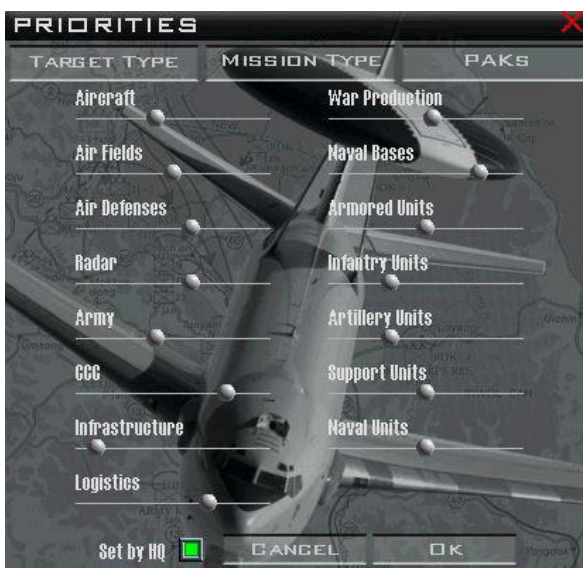 PRIORITIES
TARGET TYPE MISSION TYPE PAKs
Aircraft War Production
Air Fields Naval Bases
Air Defenses Armored Units
Radar Infantry Units
Army Artillery Units
CCC Support Units
Infrastructure Naval Units
Logistics
Set by HQ CANCEL OK